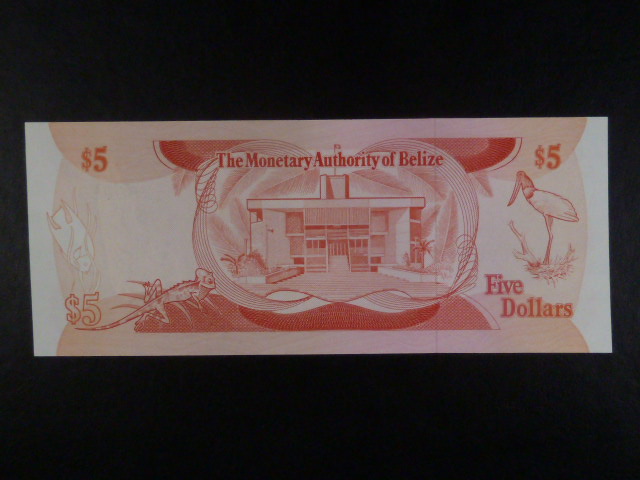 The Monetary Authority of Belize
$5
$5
$5
Five
Dollars